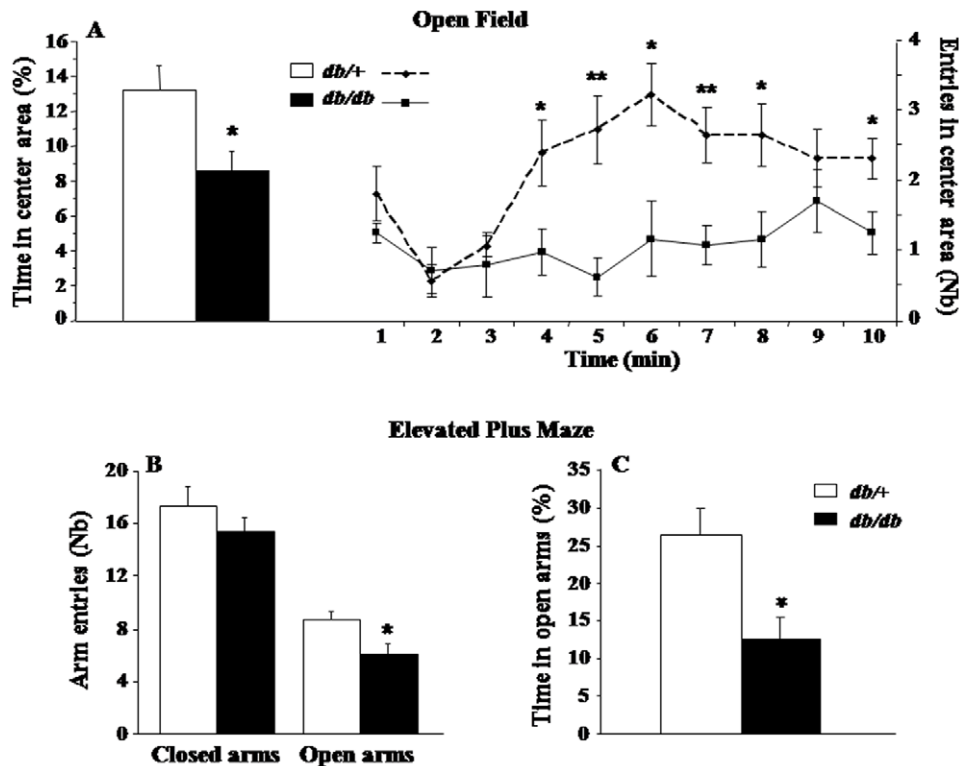 Open Field
A
Time in center area (%)
16
14
12
10
8
6
4
2
0
db/+
db/db
*
*
**
*
**
*
*
4
3
2
1
0
Entries in center area (Nb)
1 2 3 4 5 6 7 8 9 10
Time (min)
Elevated Plus Maze
B
Arm entries (Nb)
20
16
12
8
4
0
*
Closed arms Open arms
C
Time in open arms (%)
35
30
25
20
15
10
5
0
db/+
db/db
*